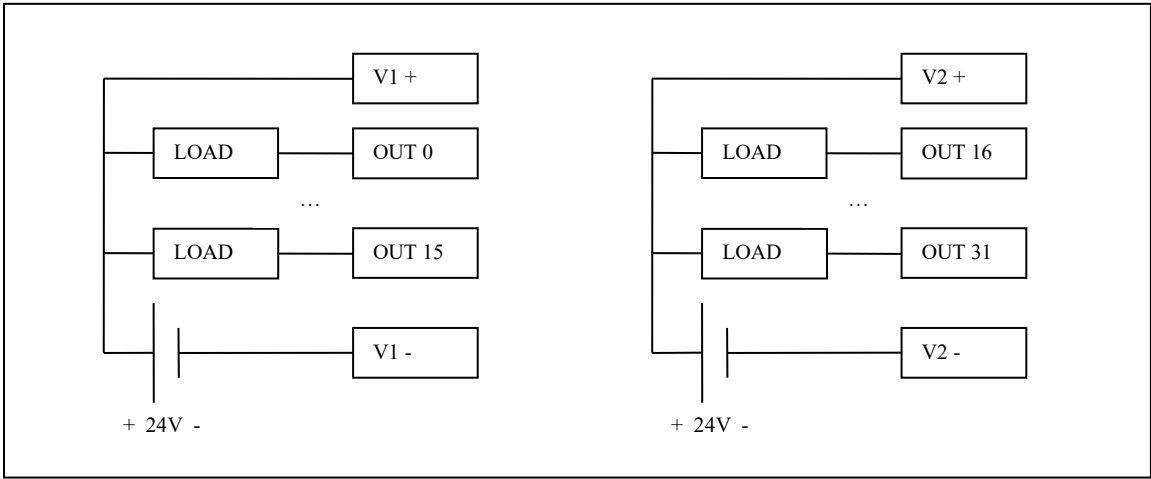 V1 +
LOAD
OUT 0
…
LOAD
OUT 15
V1 -
+ 24V -
V2 +
LOAD
OUT 16
…
LOAD
OUT 31
V2 -
+ 24V -